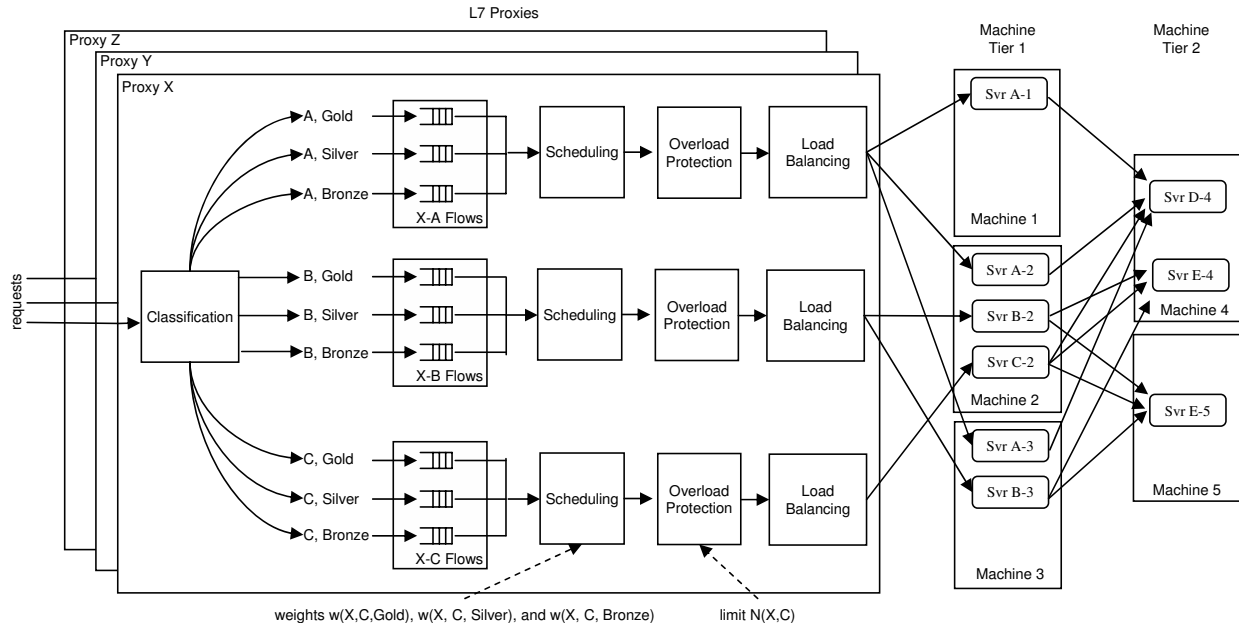 L7 Proxies
Machine
Tier 1
Machine
Tier 2
Proxy Z
Proxy Y
Proxy X
A, Gold
A, Silver
A, Bronze
X-A Flows
Scheduling
Overload
Protection
Load
Balancing
Svr A-1
Machine 1
Svr D-4
requests
Classification
B, Gold
B, Silver
B, Bronze
X-B Flows
Scheduling
Overload
Protection
Load
Balancing
Svr A-2
Svr B-2
Svr C-2
Machine 2
Svr E-4
Machine 4
Svr E-5
Machine 5
C, Gold
C, Silver
C, Bronze
X-C Flows
Scheduling
Overload
Protection
Load
Balancing
Svr A-3
Svr B-3
Machine 3
weights w(X,C,Gold), w(X, C, Silver), and w(X, C, Bronze)
limit N(X,C)